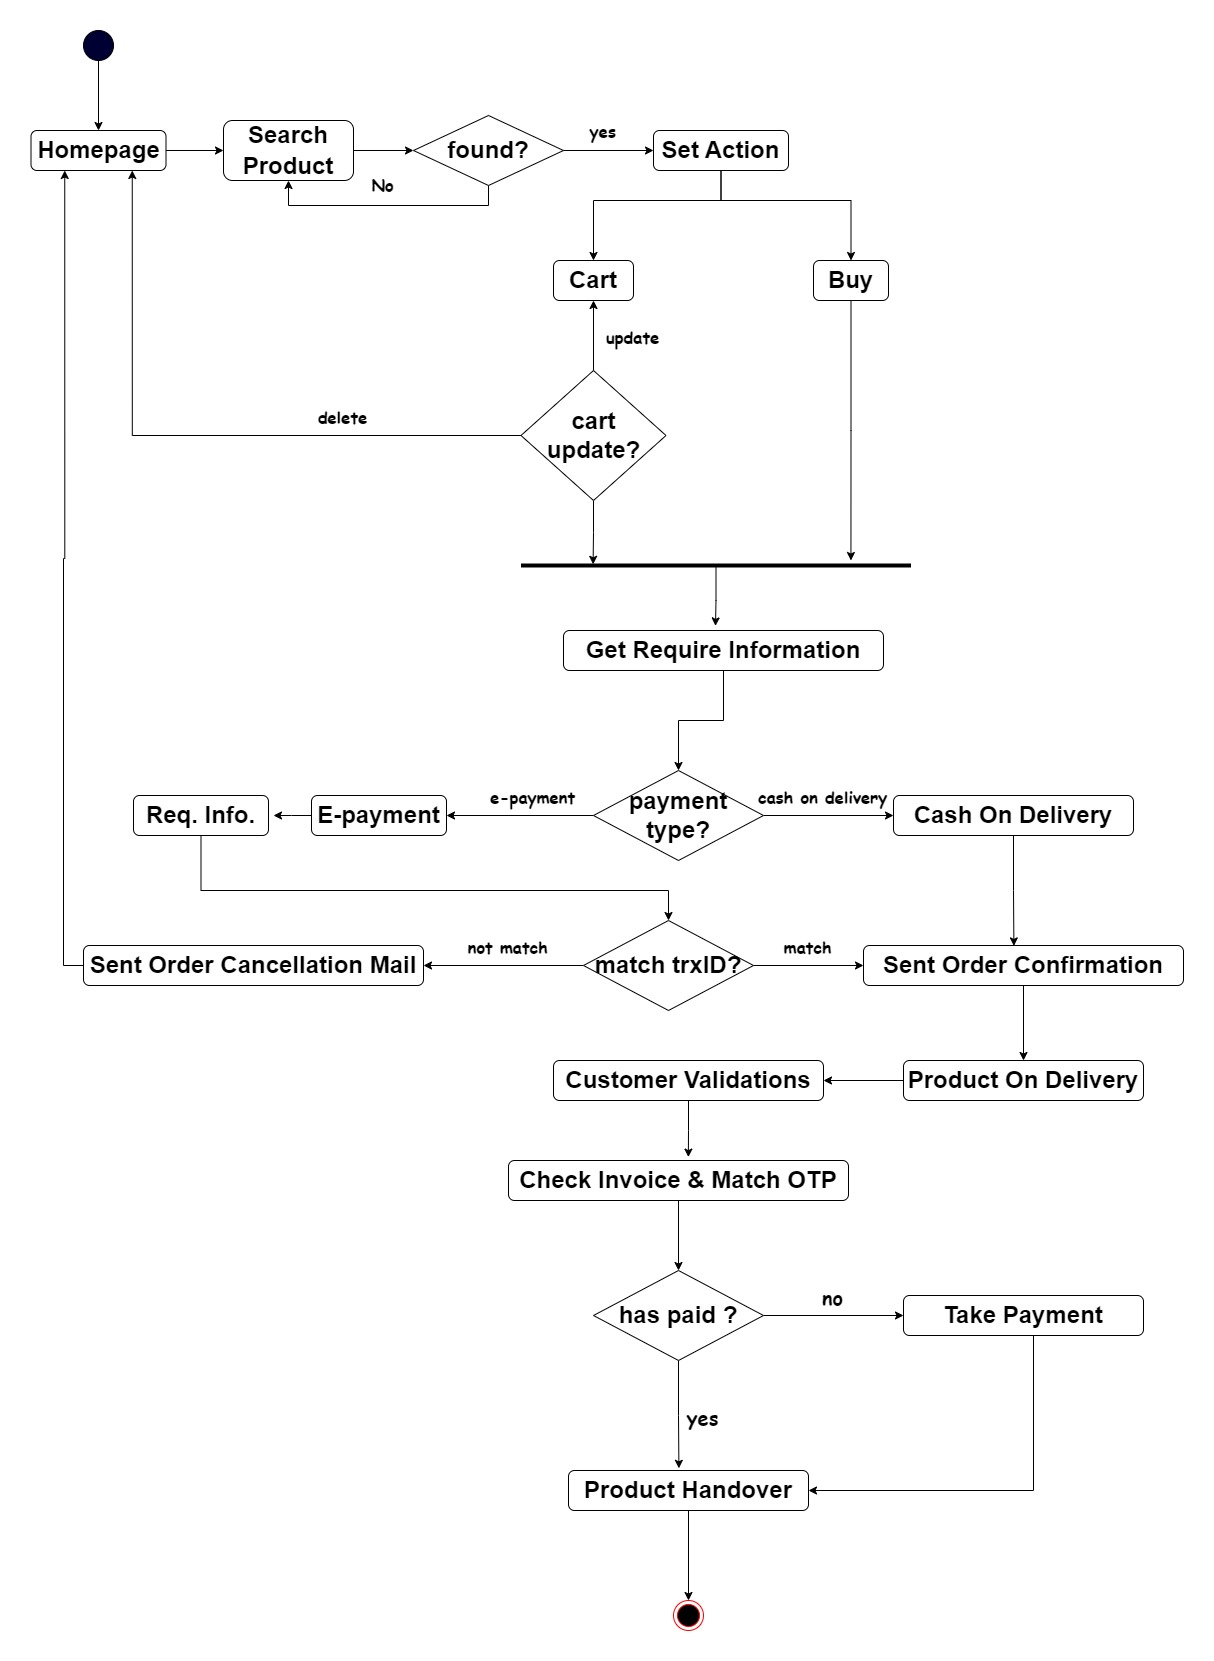 Homepage
Search
Product
found?
yes
Set Action
No
Cart
Buy
update
cart
update?
delete
Get Require Information
Req. Info.
E-payment
e-payment
payment
type?
cash on delivery
Cash On Delivery
Sent Order Cancellation Mail
not match
match trxID?
match
Sent Order Confirmation
Customer Validations
Product On Delivery
Check Invoice & Match OTP
has paid ?
no
Take Payment
yes
Product Handover